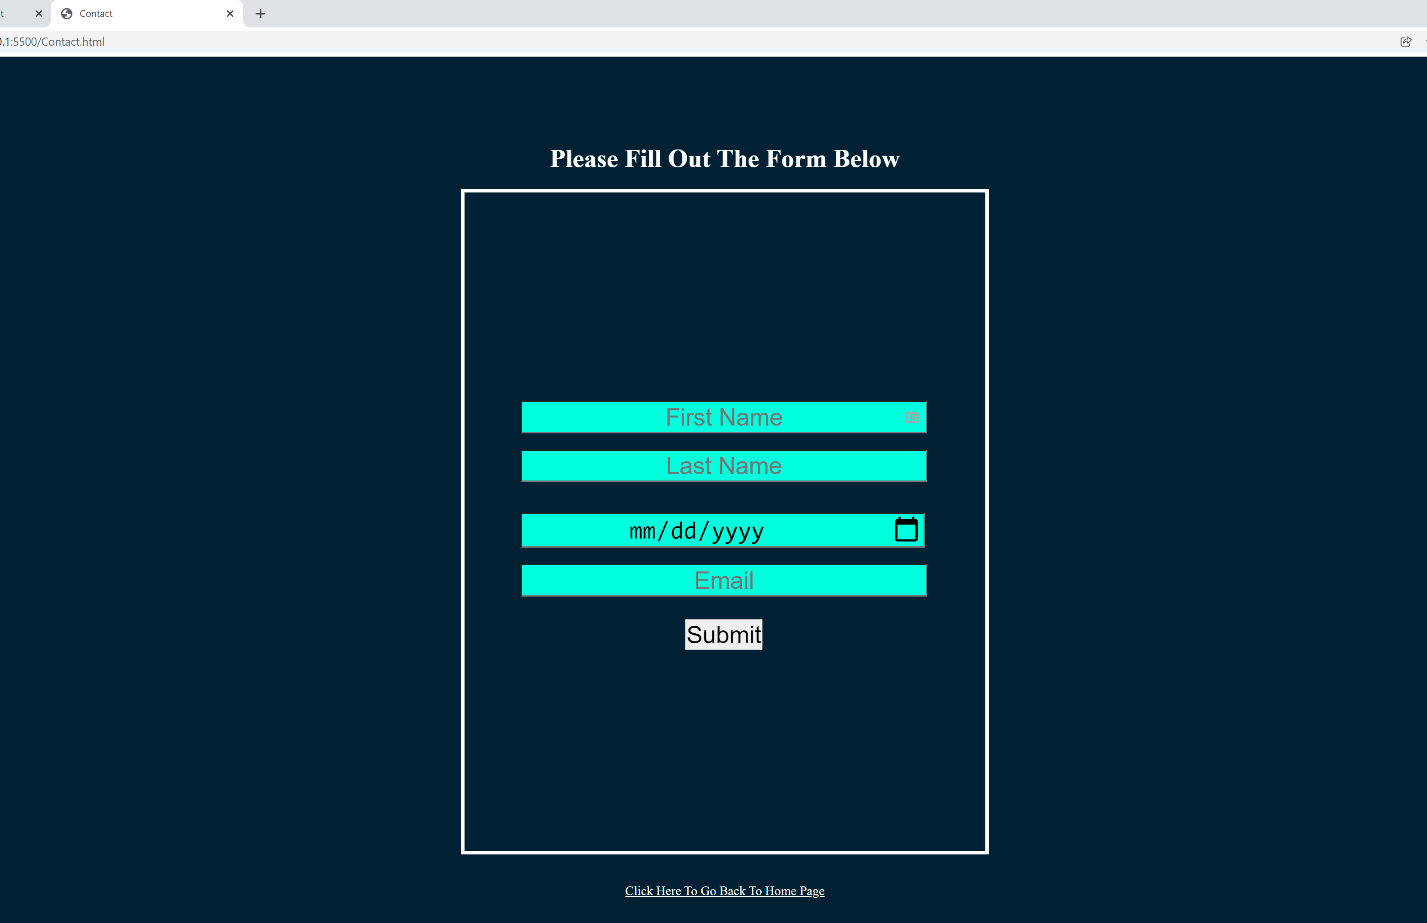 t
Contact
0.1:5500/Contact.html
Please Fill Out The Form Below
First Name
Last Name
mm/dd/yyyy
Email
Submit
Click Here To Go Back To Home Page